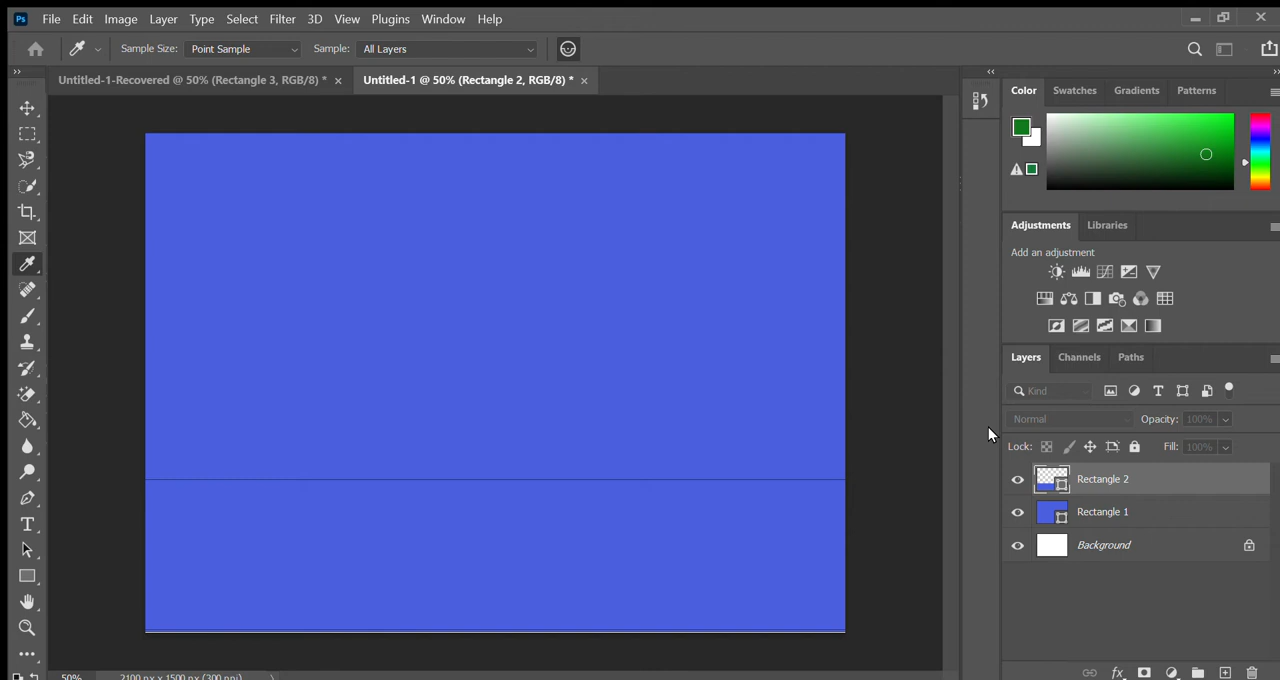 Ps File Edit Image Layer Type Select Filter 3D View Plugins Window Help
Sample Size: Point Sample Sample: All Layers
Untitled-1-Recovered @ 50% (Rectangle 3, RGB/8) * × Untitled-1 @ 50% (Rectangle 2, RGB/8) * ×
Color Swatches Gradients Patterns
Adjustments Libraries
Add an adjustment
Layers Channels Paths
Kind
Normal Opacity: 100%
Lock: Fill: 100%
Rectangle 2
Rectangle 1
Background
50% 2100 px x 1500 px (300 ppi)